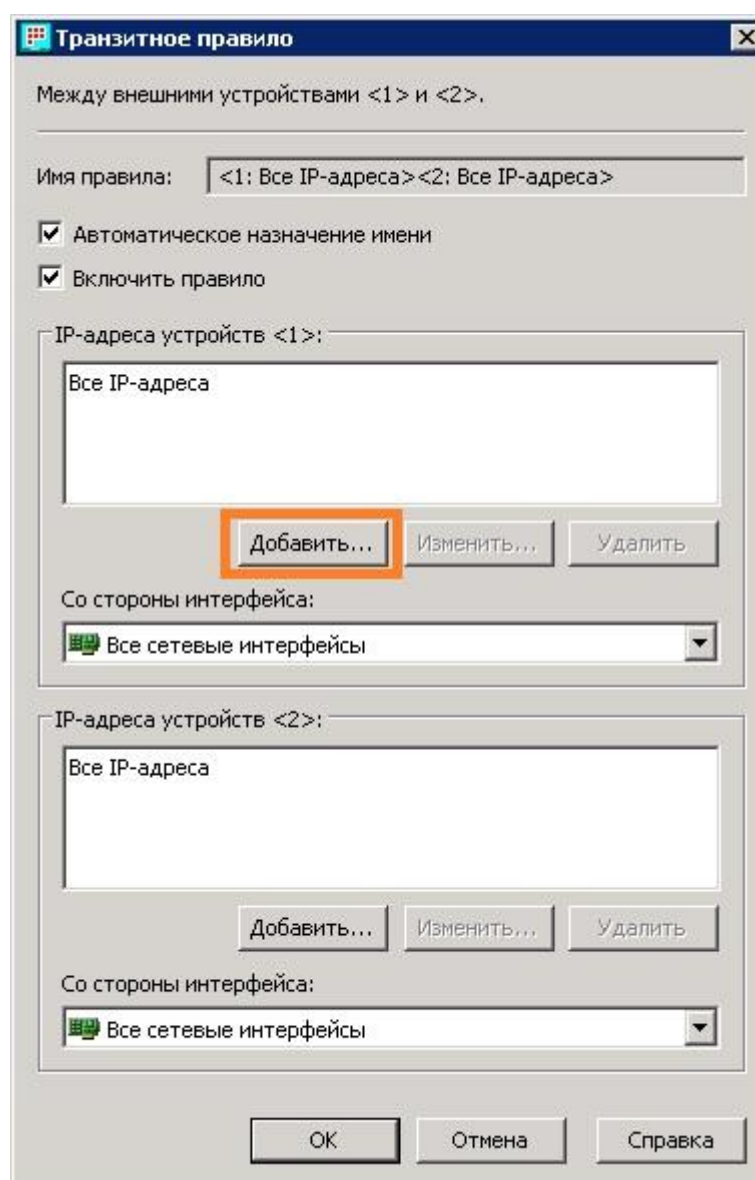 Транзитное правило
Между внешними устройствами <1> и <2>.
Имя правила: <1: Все IP-адреса><2: Все IP-адреса>
Автоматическое назначение имени
Включить правило
IP-адреса устройств <1>:
Все IP-адреса
Добавить... Изменить... Удалить
Со стороны интерфейса:
Все сетевые интерфейсы
IP-адреса устройств <2>:
Все IP-адреса
Добавить... Изменить... Удалить
Со стороны интерфейса:
Все сетевые интерфейсы
OK Отмена Справка